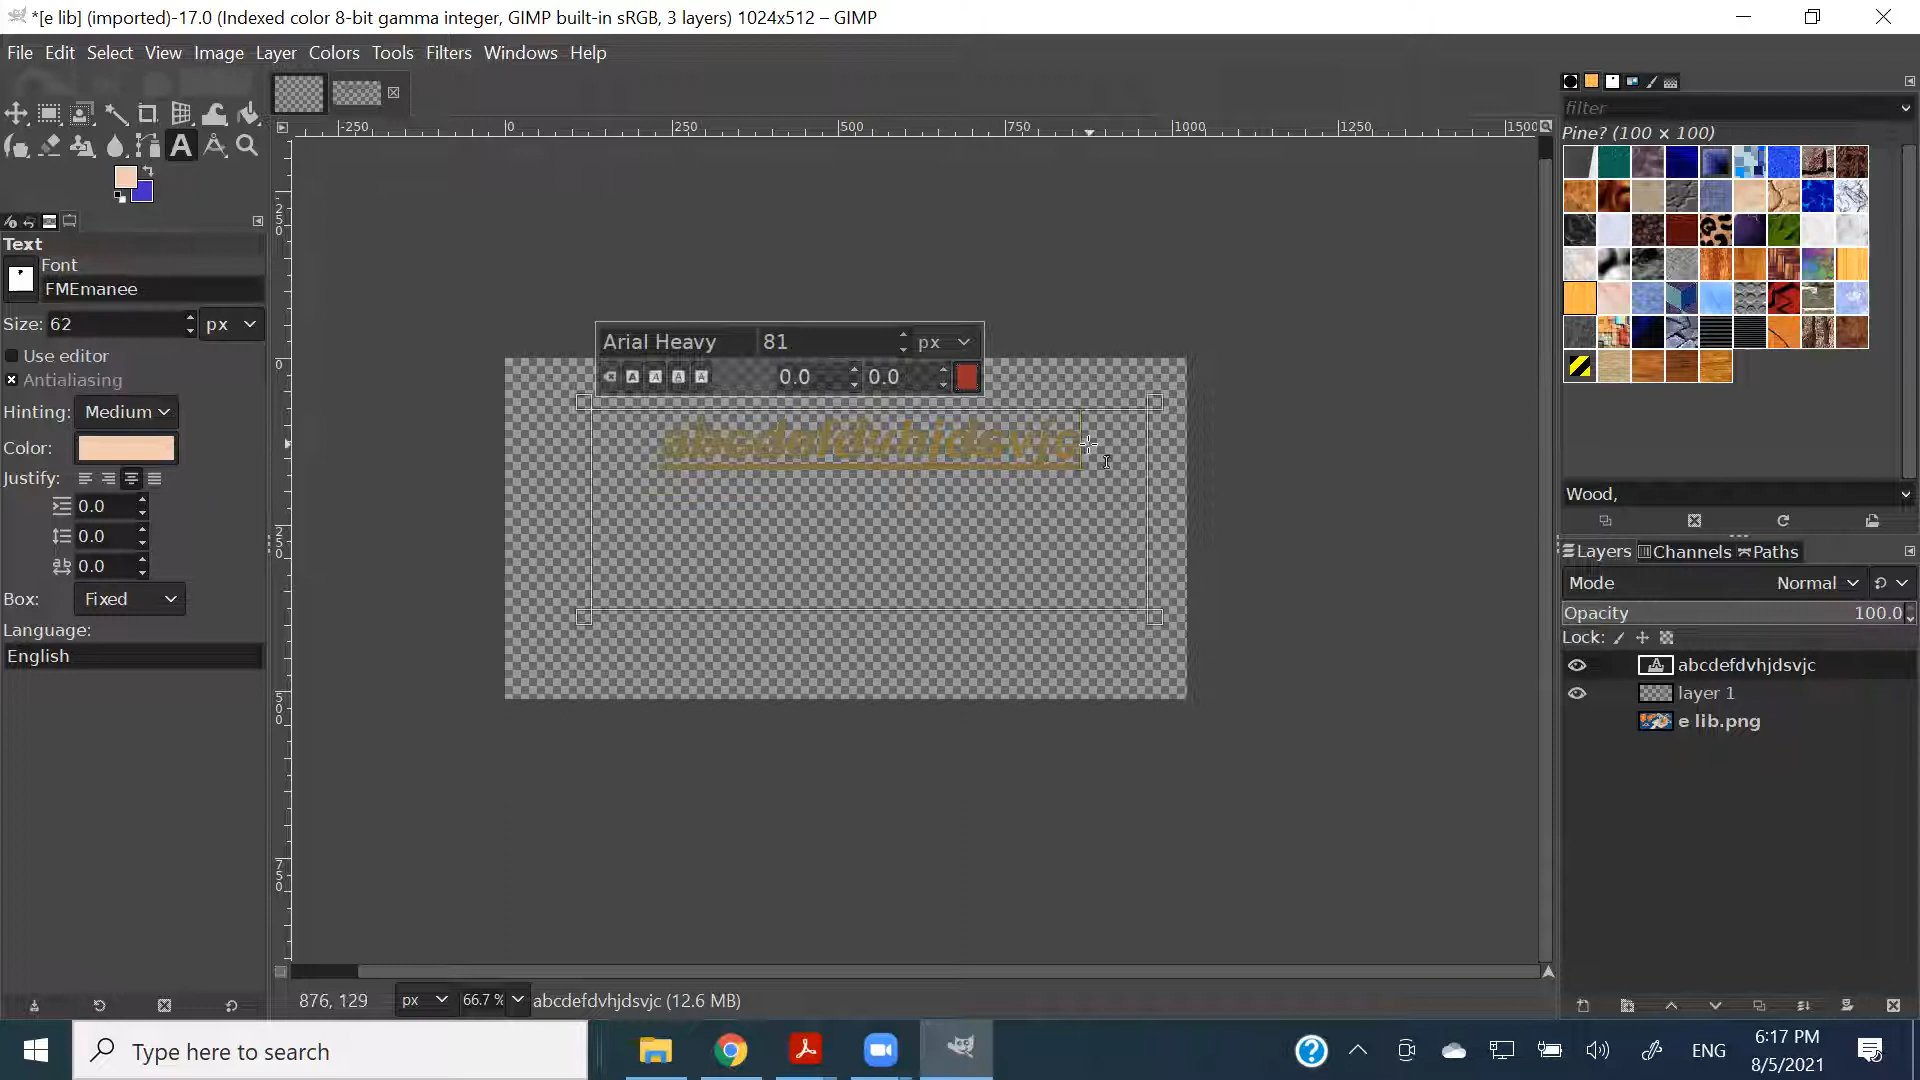 *[e lib] (imported)-17.0 (Indexed color 8-bit gamma integer, GIMP built-in sRGB, 3 layers) 1024x512 – GIMP
File Edit Select View Image Layer Colors Tools Filters Windows Help
-250 0 250 500 750 1000 1250 1500
filter
Pine? (100 × 100)
Text
Font
FMEmanee
Size: 62 px
Use editor
Antialiasing
Hinting: Medium
Color:
Justify:
0.0
0.0
0.0
Box: Fixed
Language:
English
-250
0
250
500
750
Arial Heavy 81 px
0.0 0.0
abcdefdvhjdsvjc
Wood,
Layers Channels Paths
Mode Normal
Opacity 100.0
Lock:
abcdefdvhjdsvjc
layer 1
e lib.png
876, 129 px 66.7 % abcdefdvhjdsvjc (12.6 MB)
Type here to search
ENG
6:17 PM
8/5/2021